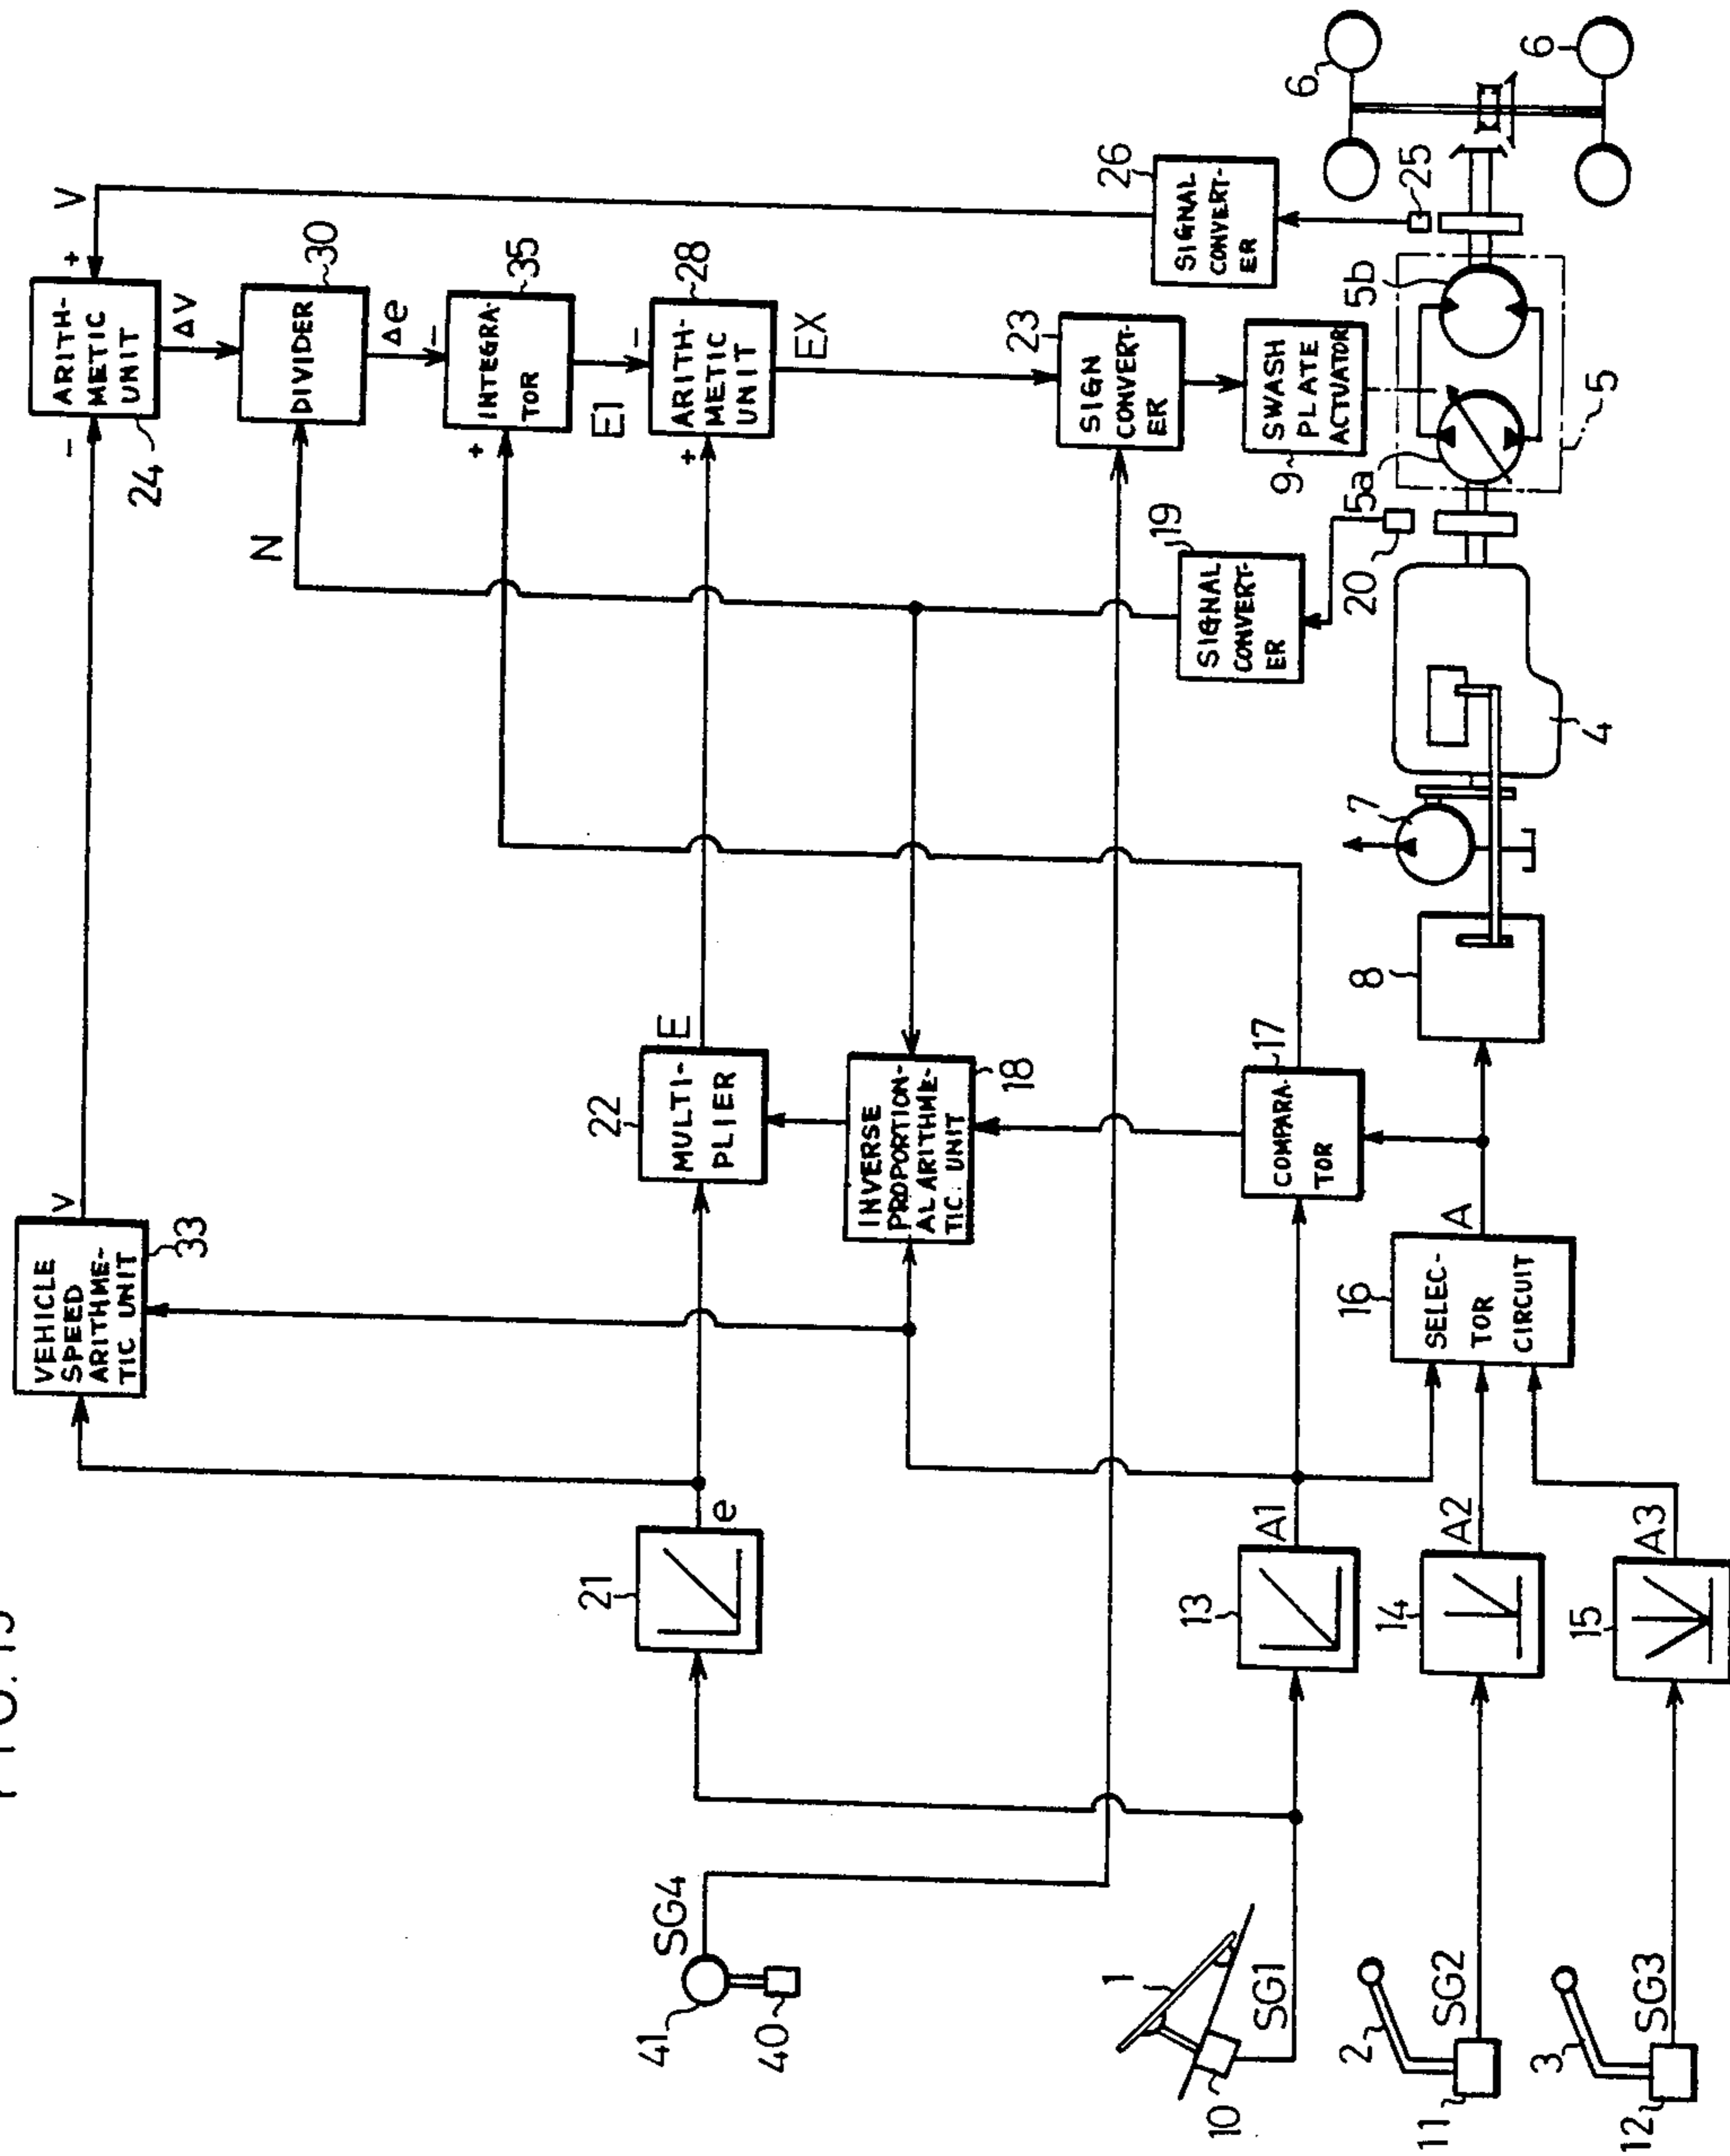 FIG. 15
VEHICLE
SPEED
ARITHME-
TIC UNIT
33
V
-
24
ARITH-
METIC
UNIT
+
V
ΔV
DIVIDER
30
N
Δe
-
INTEGRA-
TOR
35
+
E1
-
ARITH-
METIC
UNIT
28
+
EX
21
e
22
MULTI-
PLIER
E
INVERSE
PROPORTION-
AL ARITHME-
TIC UNIT
18
SIGN
CONVERT-
ER
23
SWASH
PLATE
ACTUATOR
9
SIGNAL
CONVERT-
ER
19
SIGNAL
CONVERT-
ER
26
SG4
41
40
1
10
SG1
13
A1
COMPARA-
TOR
17
2
11
SG2
14
A2
3
12
SG3
15
A3
16
SELEC-
TOR
CIRCUIT
A
8
7
4
20
5a
5b
5
25
6
6